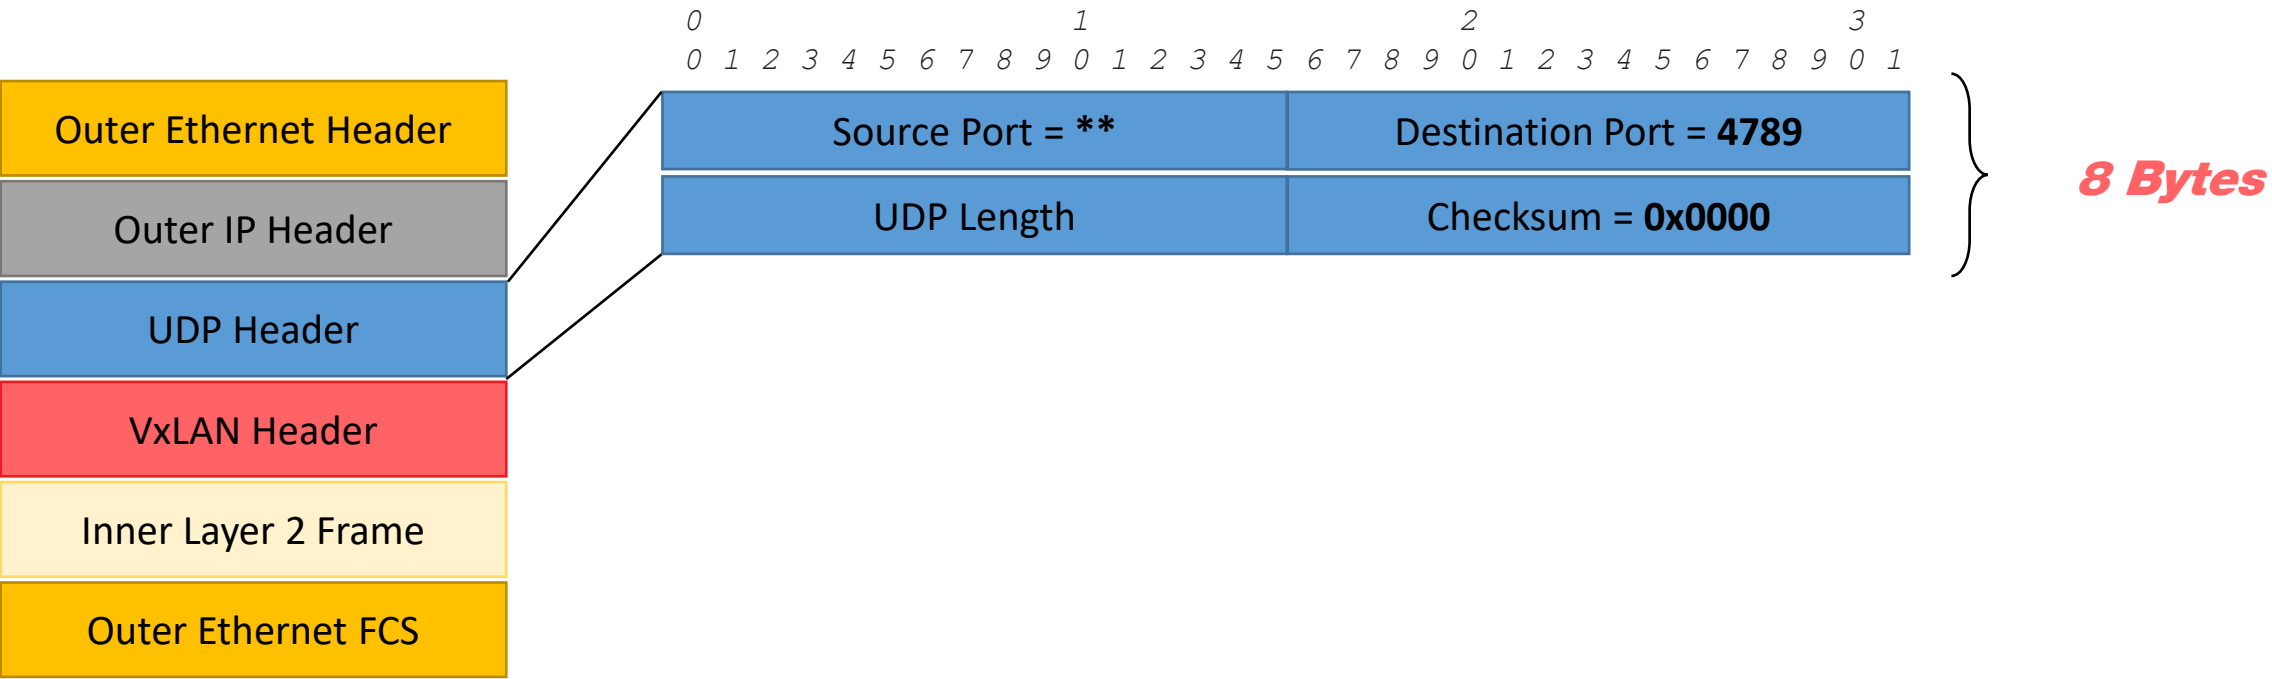 0 1 2 3
0 1 2 3 4 5 6 7 8 9 0 1 2 3 4 5 6 7 8 9 0 1 2 3 4 5 6 7 8 9 0 1
Outer Ethernet Header
Outer IP Header
UDP Header
VxLAN Header
Inner Layer 2 Frame
Outer Ethernet FCS
Source Port = ** Destination Port = 4789
UDP Length Checksum = 0x0000
8 Bytes